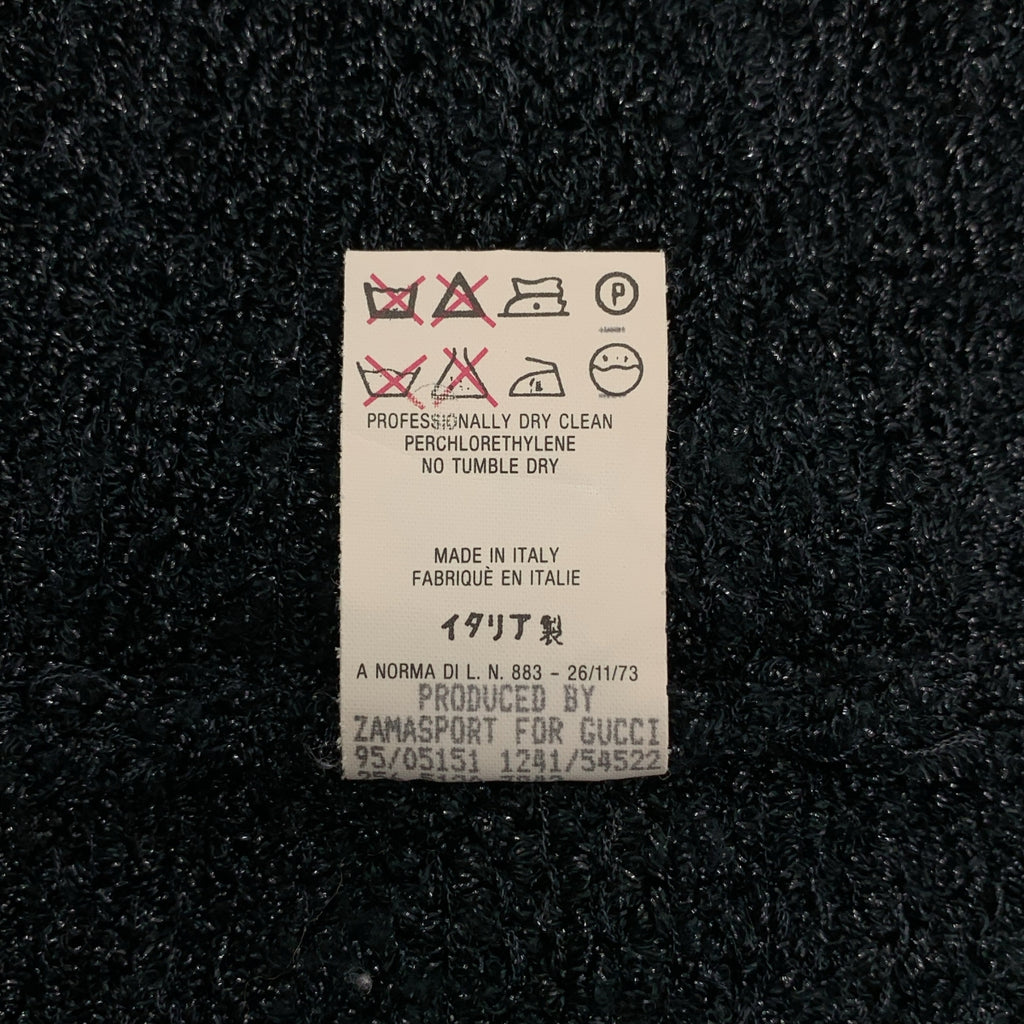 P
PROFESSIONALLY DRY CLEAN
PERCHLORETHYLENE
NO TUMBLE DRY
MADE IN ITALY
FABRIQUÈ EN ITALIE
イタリア製
A NORMA DI L. N. 883 - 26/11/73
PRODUCED BY
ZAMASPORT FOR GUCCI
95/05151 1241/54522